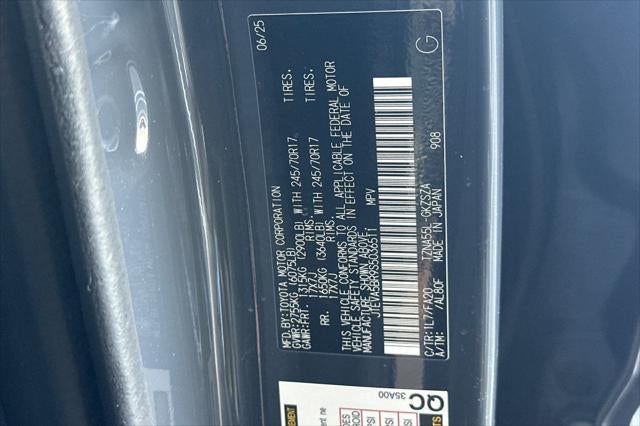 MFD.BY:TOYOTA MOTOR CORPORATION 06/25
GVWR:2755KG (6075LB)
GAWR:FRT. 1315KG (2900LB) WITH 245/70R17 TIRES,
17X7J RIMS,
RR. 1650KG (3640LB) WITH 245/70R17 TIRES,
17X7J RIMS,
THIS VEHICLE CONFORMS TO ALL APPLICABLE FEDERAL MOTOR
VEHICLE SAFETY STANDARDS IN EFFECT ON THE DATE OF
MANUFACTURE SHOWN ABOVE.
MPV
C/TR:1L7/FA20 TZNA55L-GKZSZA 908 G
A/TM: /AL80F MADE IN JAPAN
QC
35A00